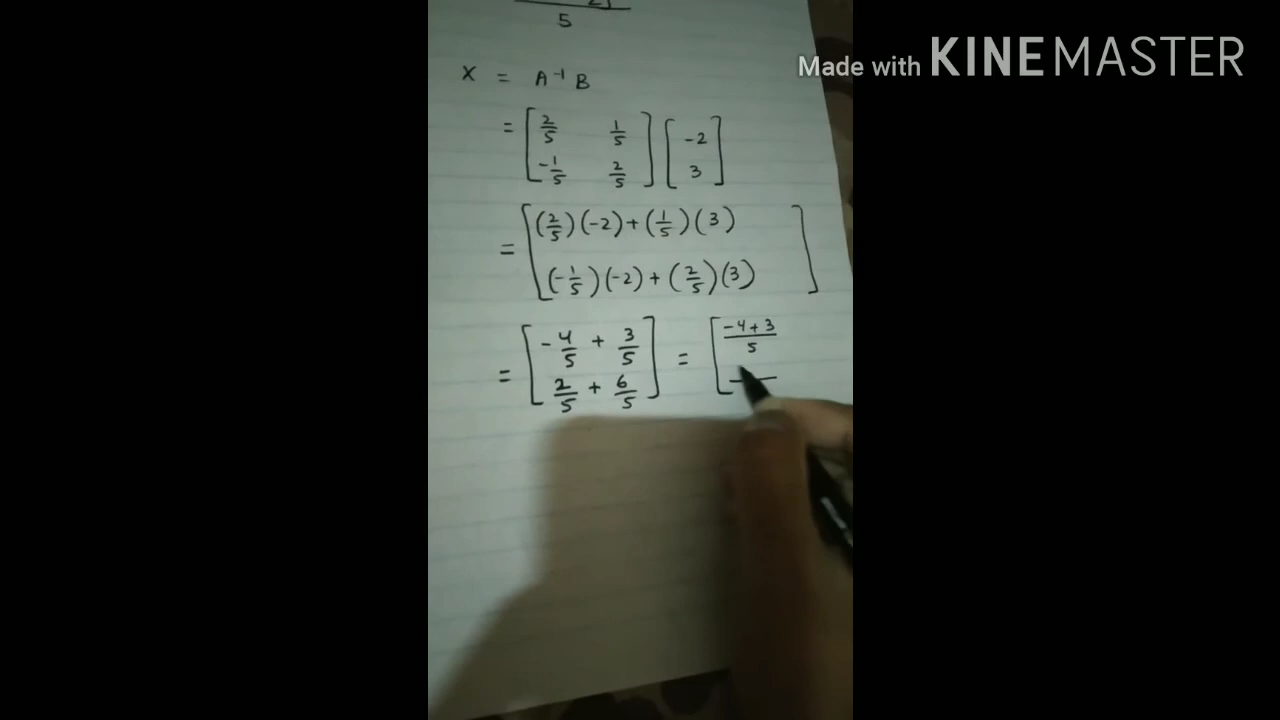 5
Made with KINEMASTER
X = A⁻¹ B
= [2/5 1/5; -1/5 2/5] [-2; 3]
= [(2/5)(-2)+(1/5)(3)
(-1/5)(-2)+(2/5)(3)]
= [-4/5 + 3/5; 2/5 + 6/5] = [-4+3/5